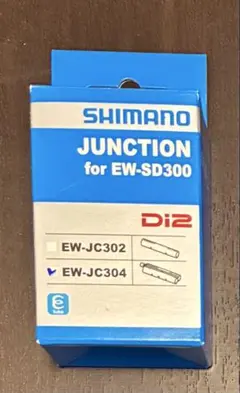 SHIMANO
JUNCTION
for EW-SD300
Di2
EW-JC302
EW-JC304